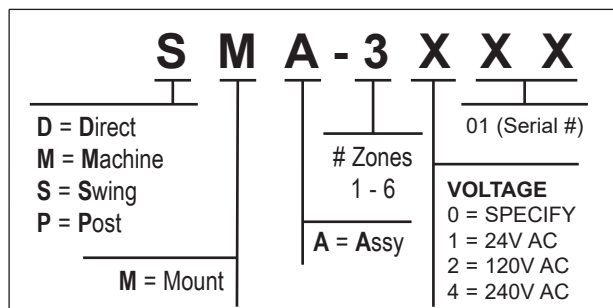 S M A - 3 X X X
D = Direct
M = Machine
S = Swing
P = Post
M = Mount
A = Assy
# Zones
1 - 6
01 (Serial #)
VOLTAGE
0 = SPECIFY
1 = 24V AC
2 = 120V AC
4 = 240V AC